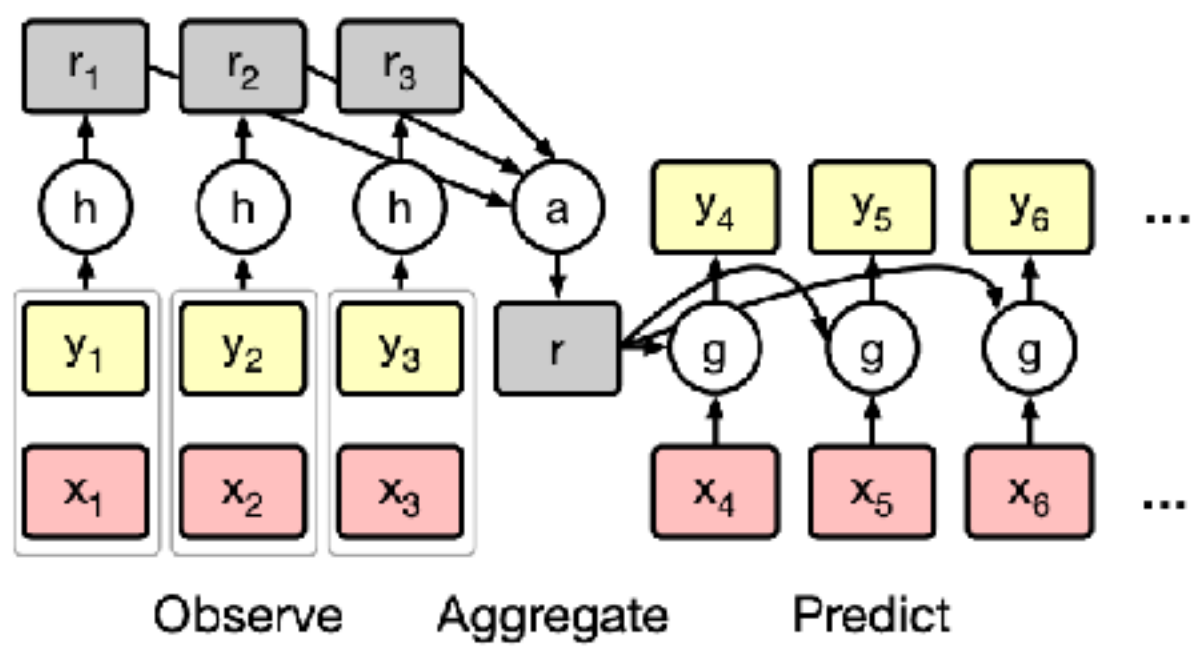 r1 r2 r3
h h h a y4 y5 y6 ...
y1 y2 y3 r g g g
x1 x2 x3 x4 x5 x6 ...
Observe Aggregate Predict